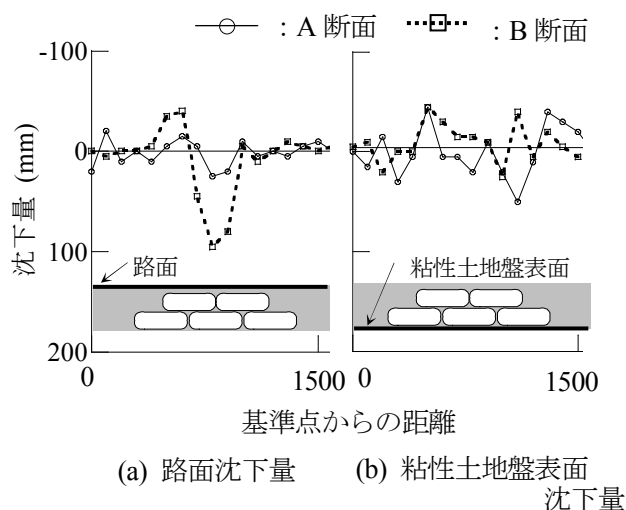 : A 断面
: B 断面
-100
0
100
200
沈下量 (mm)
路面
粘性土地盤表面
0
1500
0
1500
基準点からの距離
(a) 路面沈下量
(b) 粘性土地盤表面
沈下量